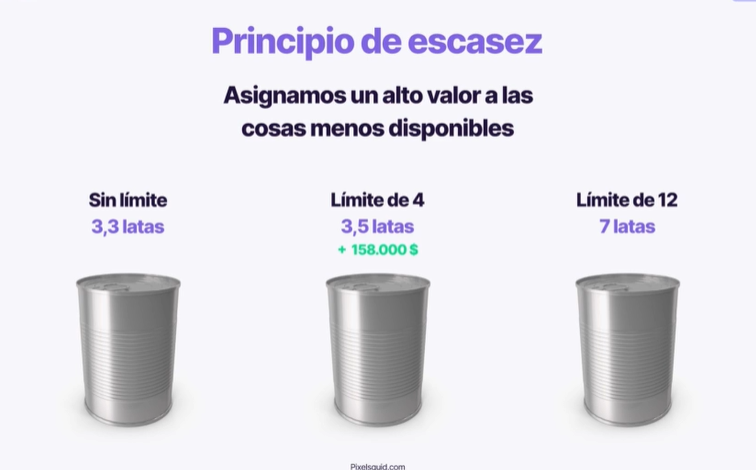 Principio de escasez
Asignamos un alto valor a las
cosas menos disponibles
Sin límite
3,3 latas
Límite de 4
3,5 latas
+ 158.000 $
Límite de 12
7 latas
Pixelsquid.com